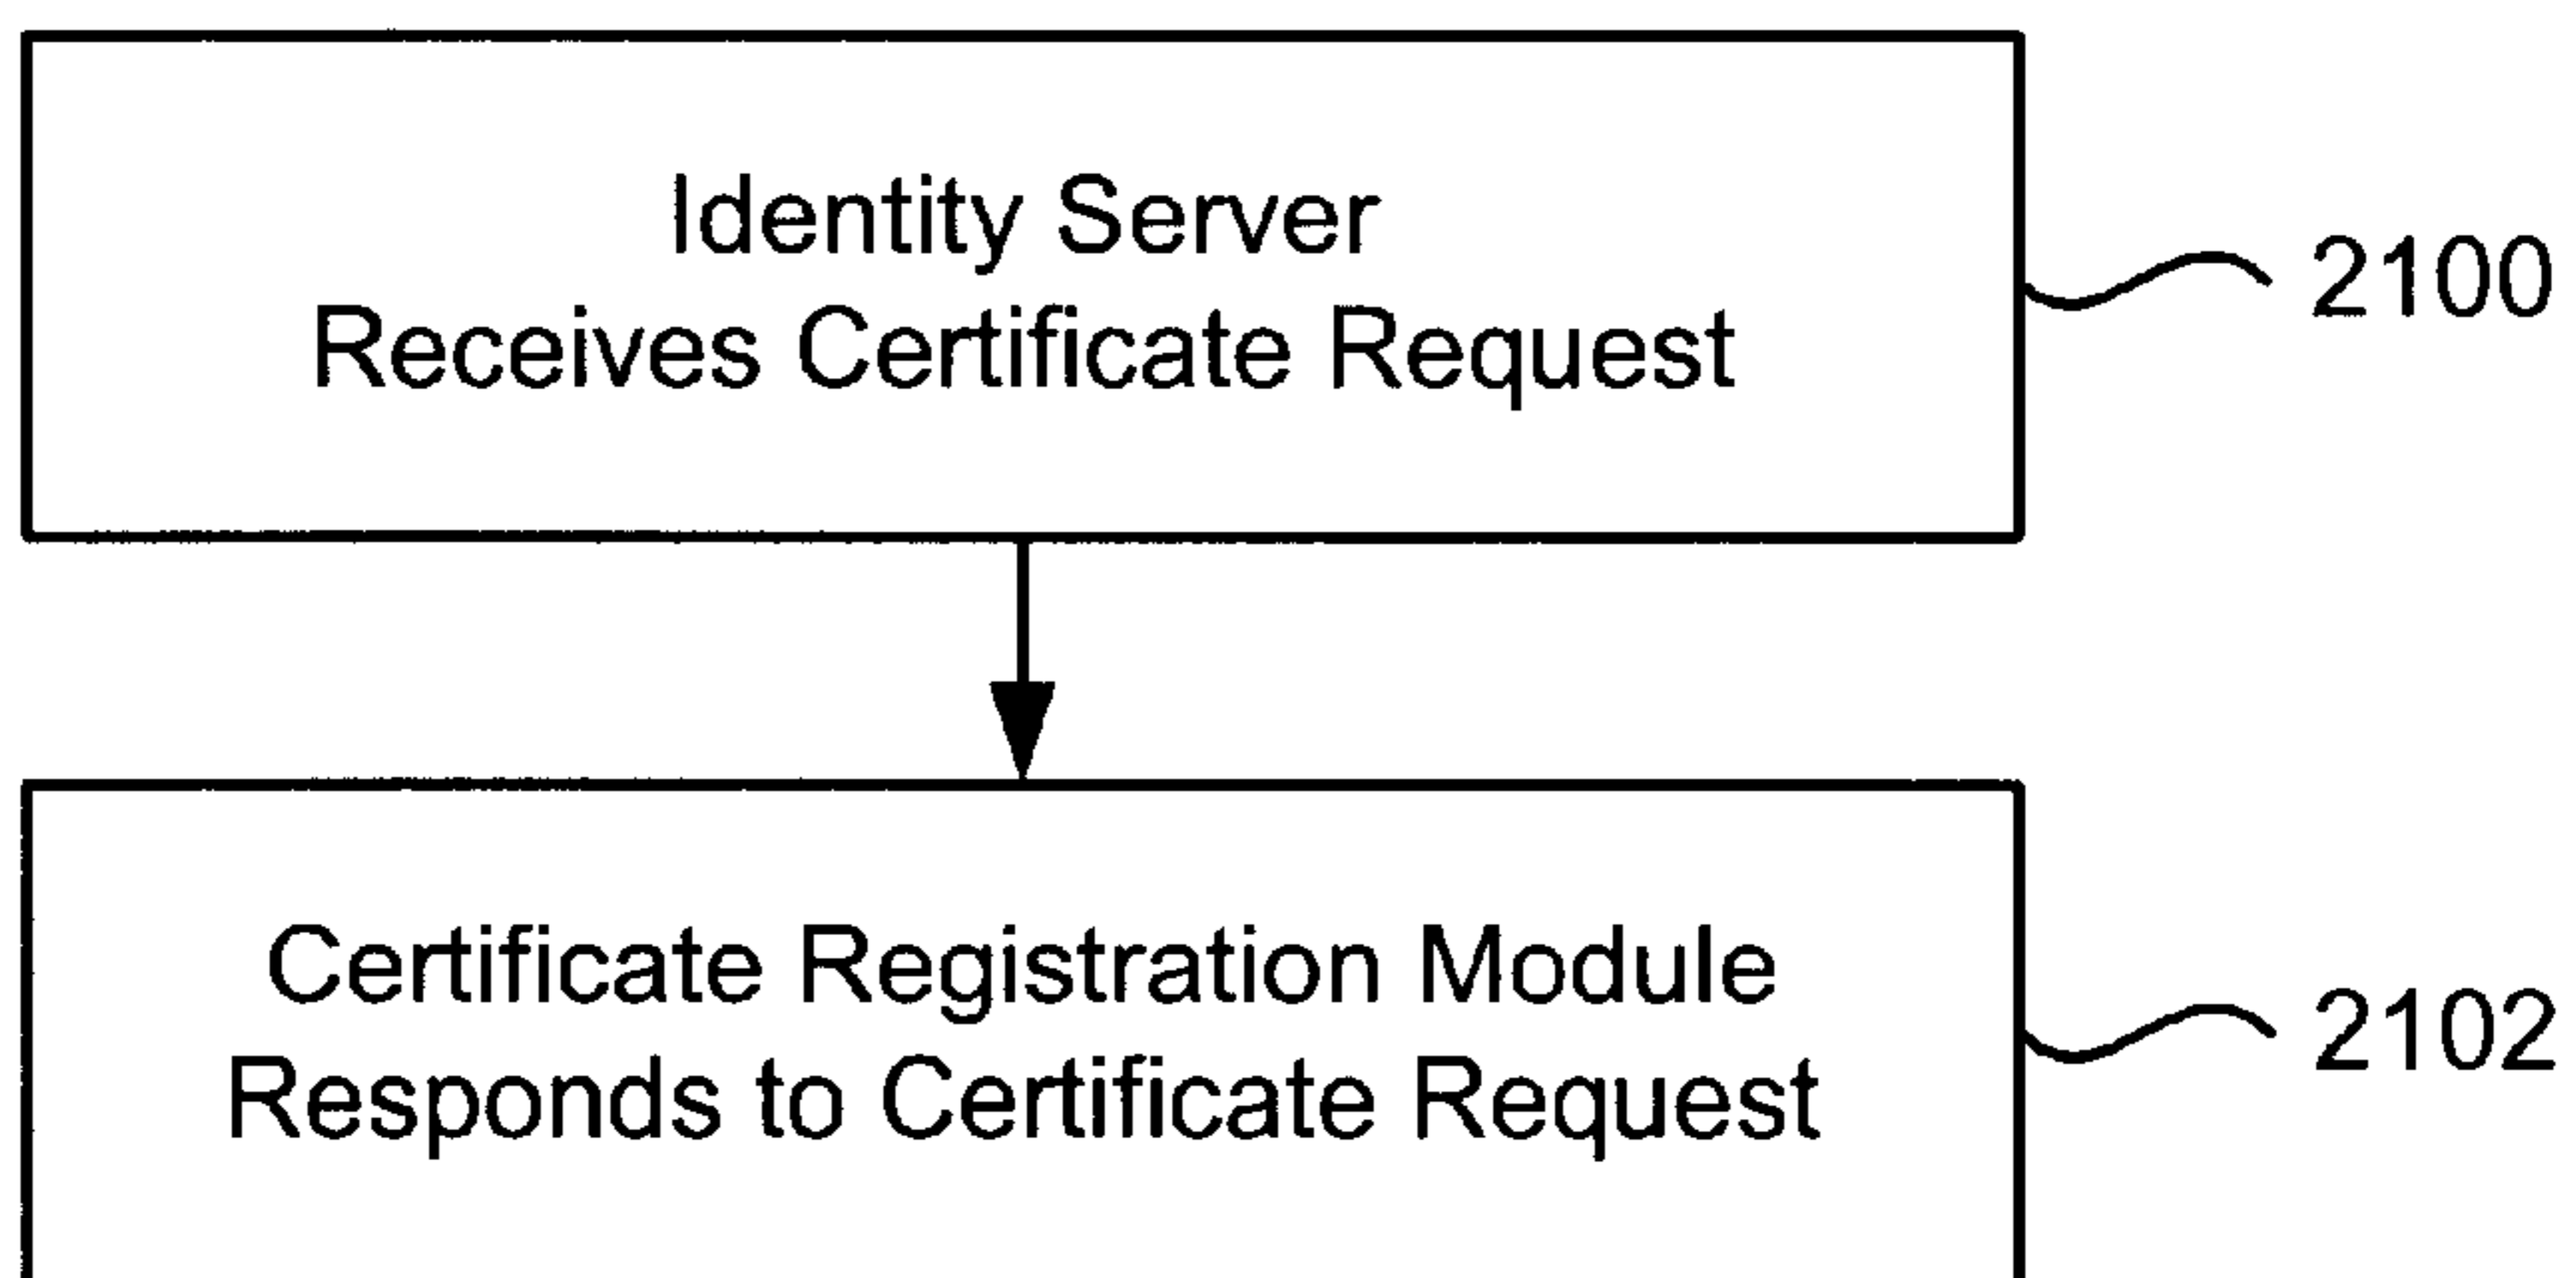 Identity Server
Receives Certificate Request
2100
Certificate Registration Module
Responds to Certificate Request
2102